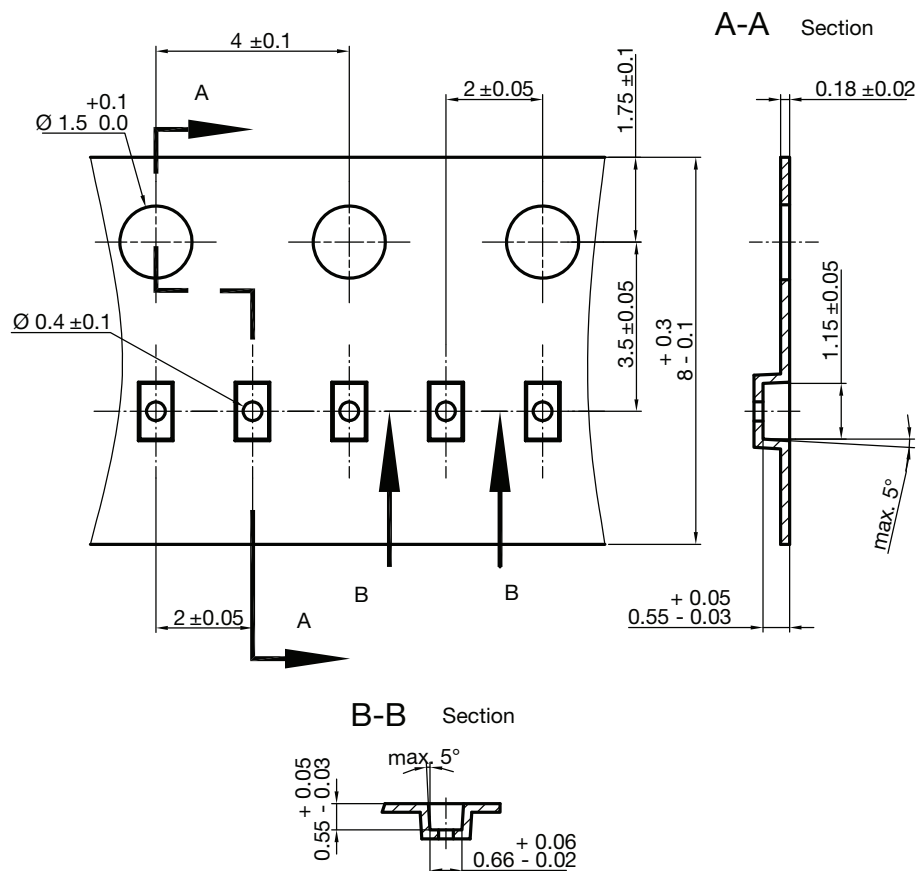 A-A Section
4 ±0.1
A
+0.1
Ø 1.5 0.0
2 ±0.05
1.75 ±0.1
0.18 ±0.02
3.5 ±0.05
+ 0.3
8 - 0.1
1.15 ±0.05
Ø 0.4 ±0.1
max. 5°
B
B
2 ±0.05
A
+ 0.05
0.55 - 0.03
B-B Section
max. 5°
+ 0.05
0.55 - 0.03
+ 0.06
0.66 - 0.02